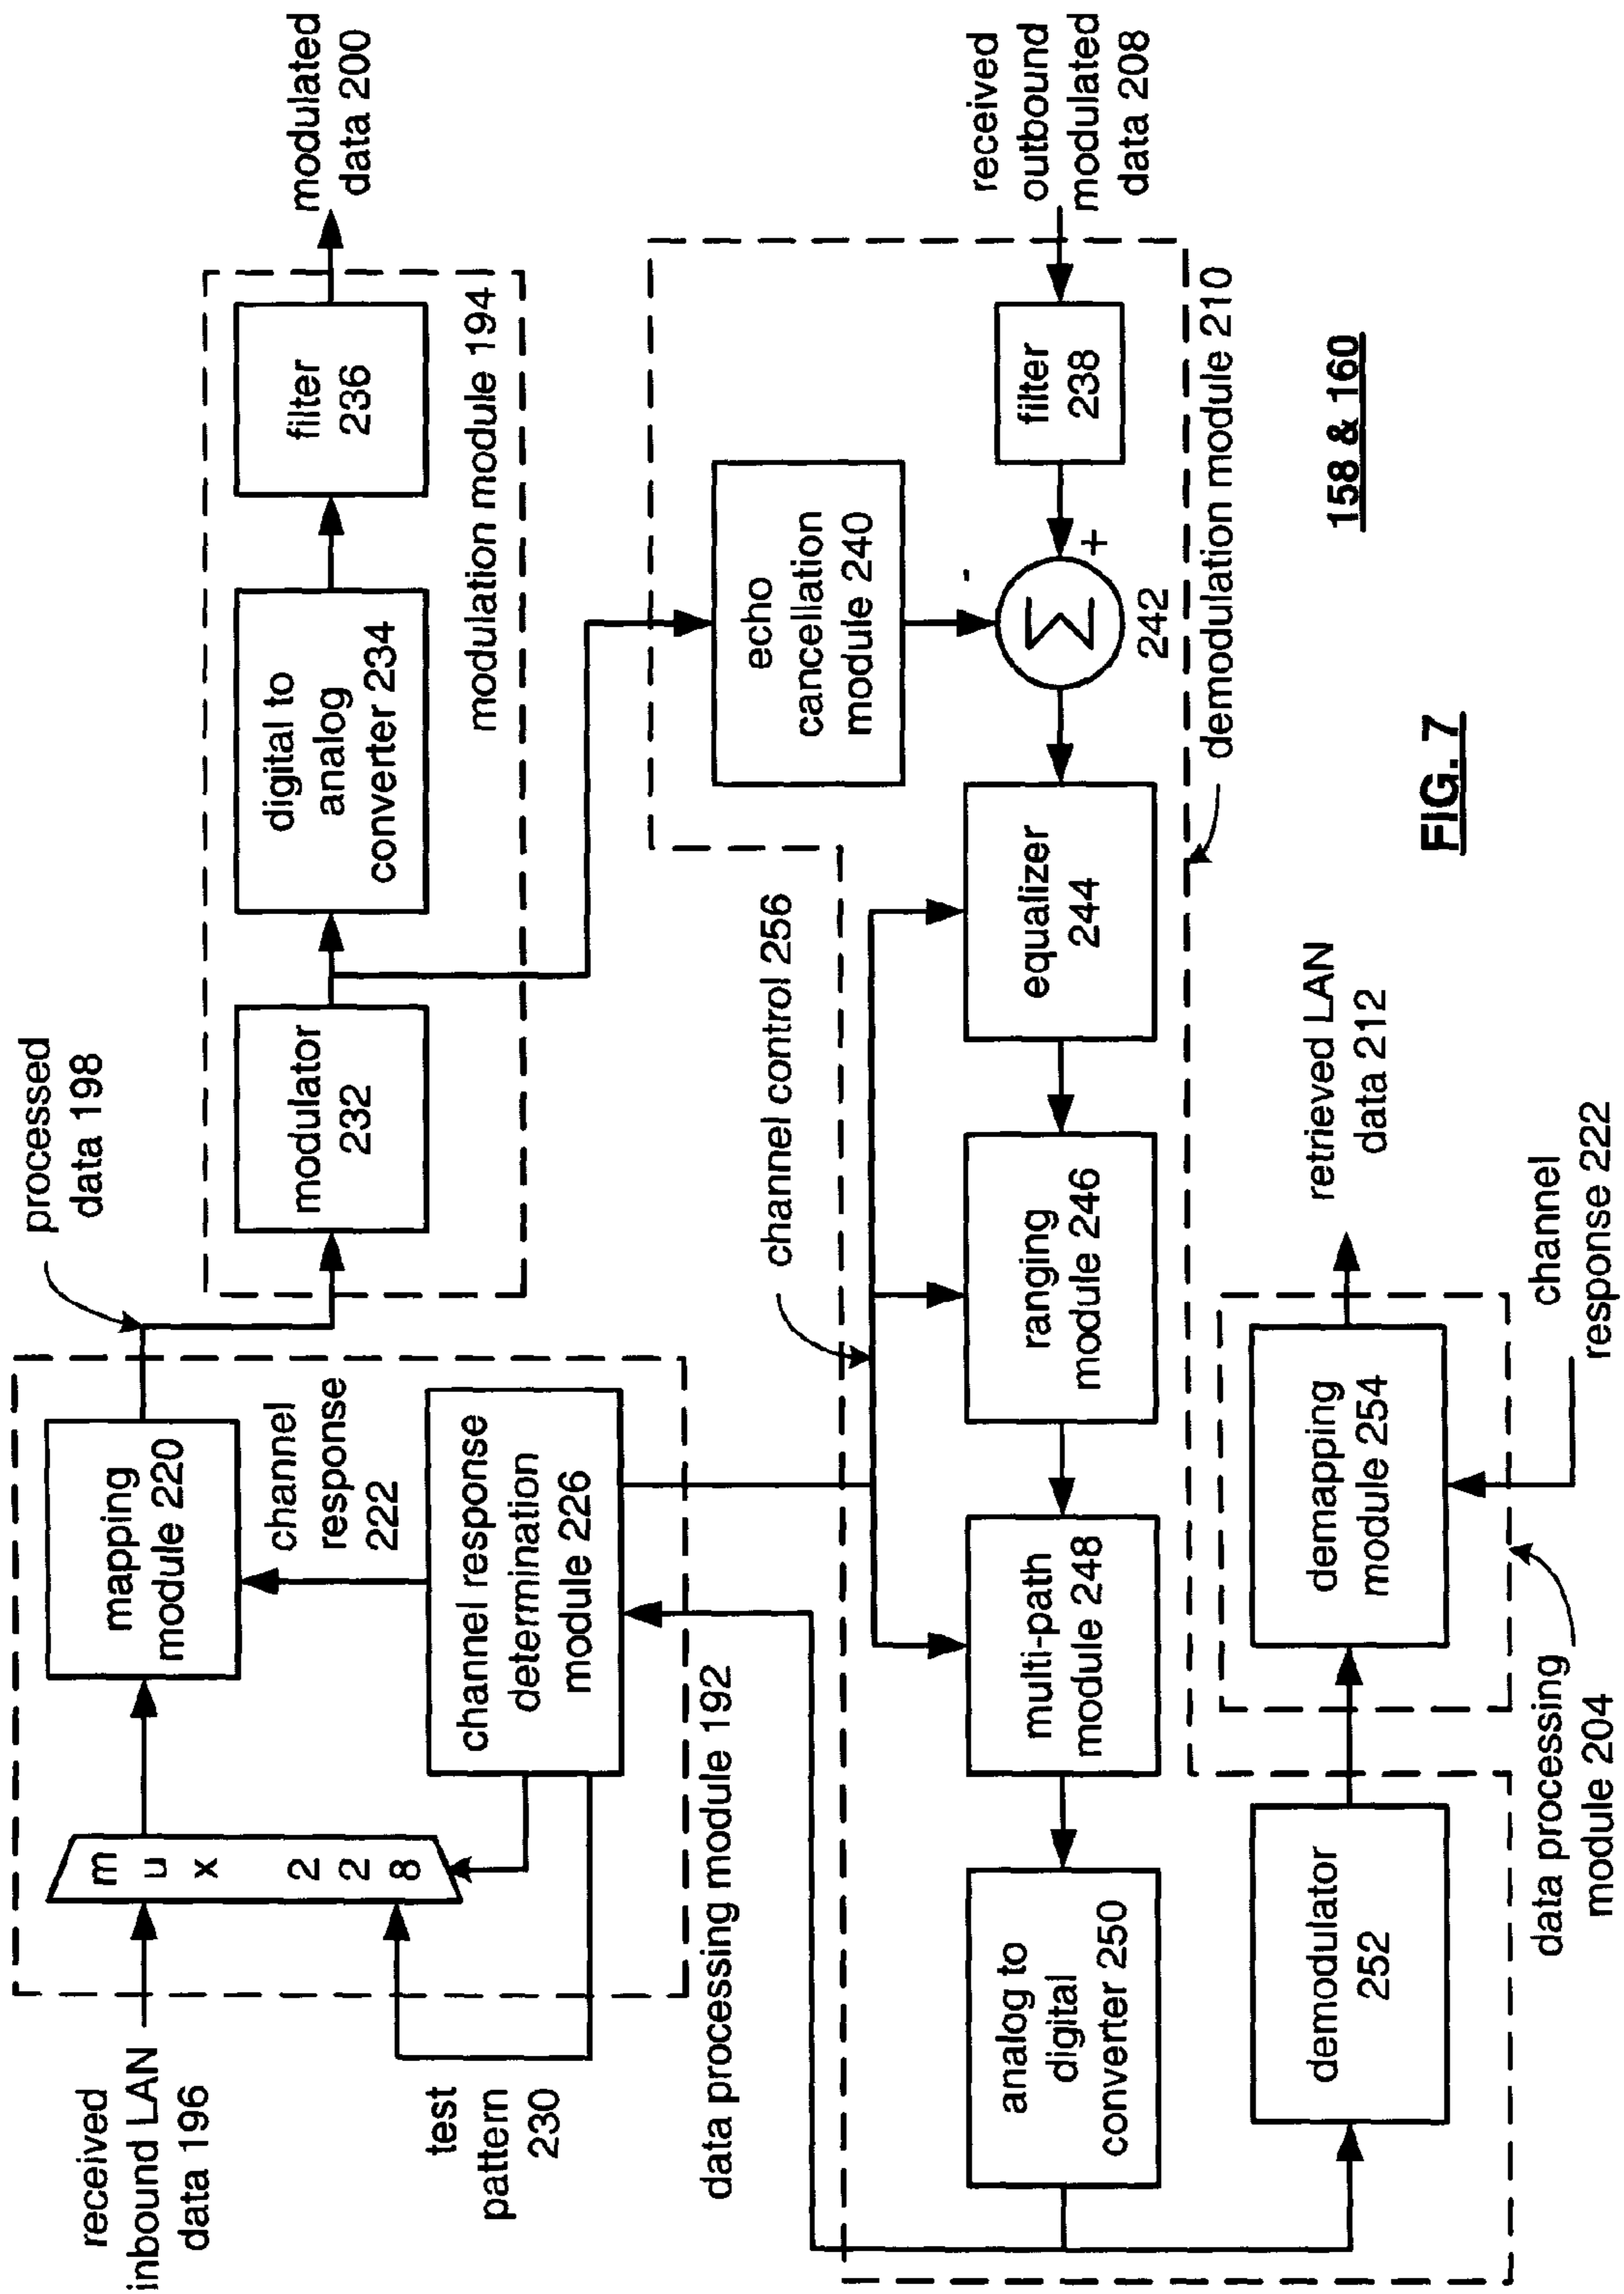 received
inbound LAN
data 196
test
pattern
230
m
u
x
2
2
8
mapping
module 220
channel
response
222
channel response
determination
module 226
data processing module 192
processed
data 198
modulator
232
digital to
analog
converter 234
filter
236
modulation module 194
modulated
data 200
channel control 256
echo
cancellation
module 240
received
outbound
modulated
data 208
filter
238
+
-
Σ
242
equalizer
244
ranging
module 246
multi-path
module 248
analog to
digital
converter 250
demodulation module 210
demodulator
252
demapping
module 254
retrieved LAN
data 212
channel
response 222
data processing
module 204
158 & 160
FIG. 7